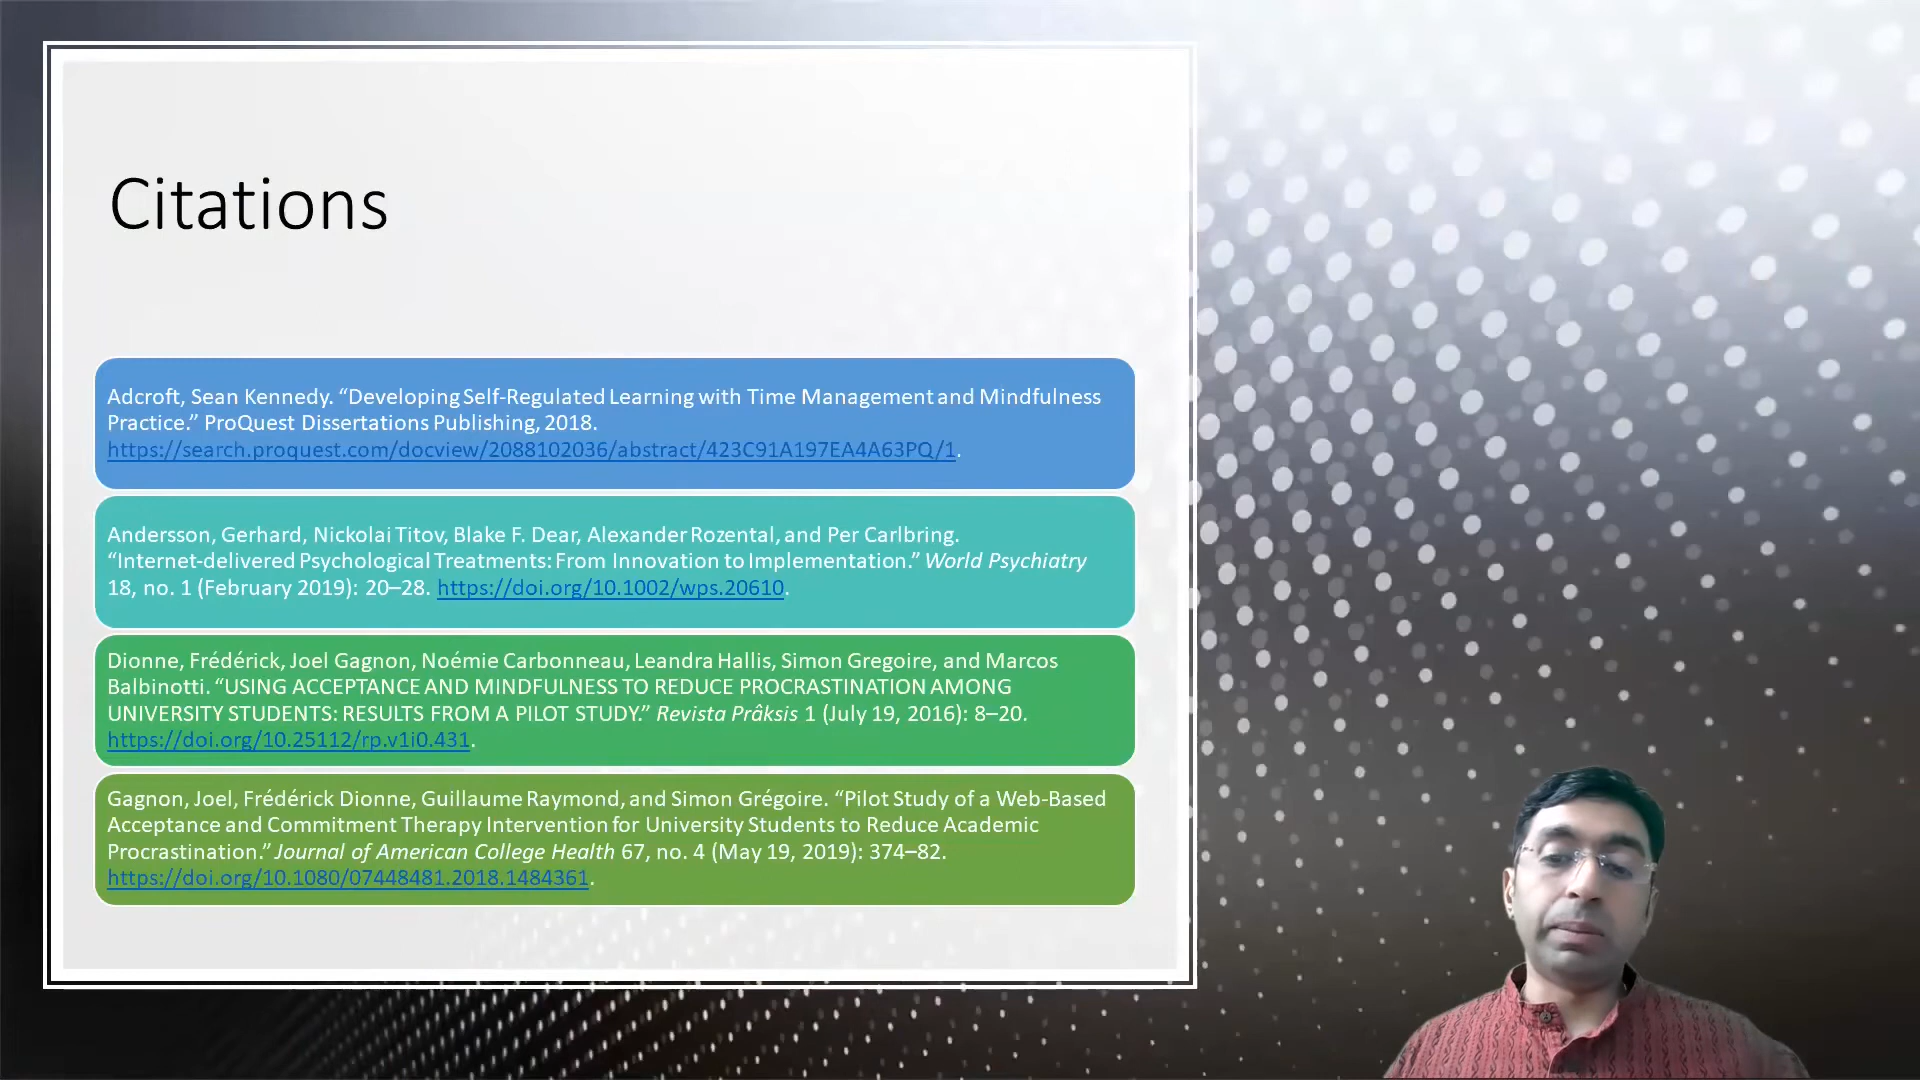 Citations
Adcroft, Sean Kennedy. “Developing Self-Regulated Learning with Time Management and Mindfulness
Practice.” ProQuest Dissertations Publishing, 2018.
https://search.proquest.com/docview/2088102036/abstract/423C91A197EA4A63PQ/1.
Andersson, Gerhard, Nickolai Titov, Blake F. Dear, Alexander Rozental, and Per Carlbring.
“Internet-delivered Psychological Treatments: From Innovation to Implementation.” World Psychiatry
18, no. 1 (February 2019): 20–28. https://doi.org/10.1002/wps.20610.
Dionne, Frédérick, Joel Gagnon, Noémie Carbonneau, Leandra Hallis, Simon Gregoire, and Marcos
Balbinotti. “USING ACCEPTANCE AND MINDFULNESS TO REDUCE PROCRASTINATION AMONG
UNIVERSITY STUDENTS: RESULTS FROM A PILOT STUDY.” Revista Prâksis 1 (July 19, 2016): 8–20.
https://doi.org/10.25112/rp.v1i0.431.
Gagnon, Joel, Frédérick Dionne, Guillaume Raymond, and Simon Grégoire. “Pilot Study of a Web-Based
Acceptance and Commitment Therapy Intervention for University Students to Reduce Academic
Procrastination.” Journal of American College Health 67, no. 4 (May 19, 2019): 374–82.
https://doi.org/10.1080/07448481.2018.1484361.